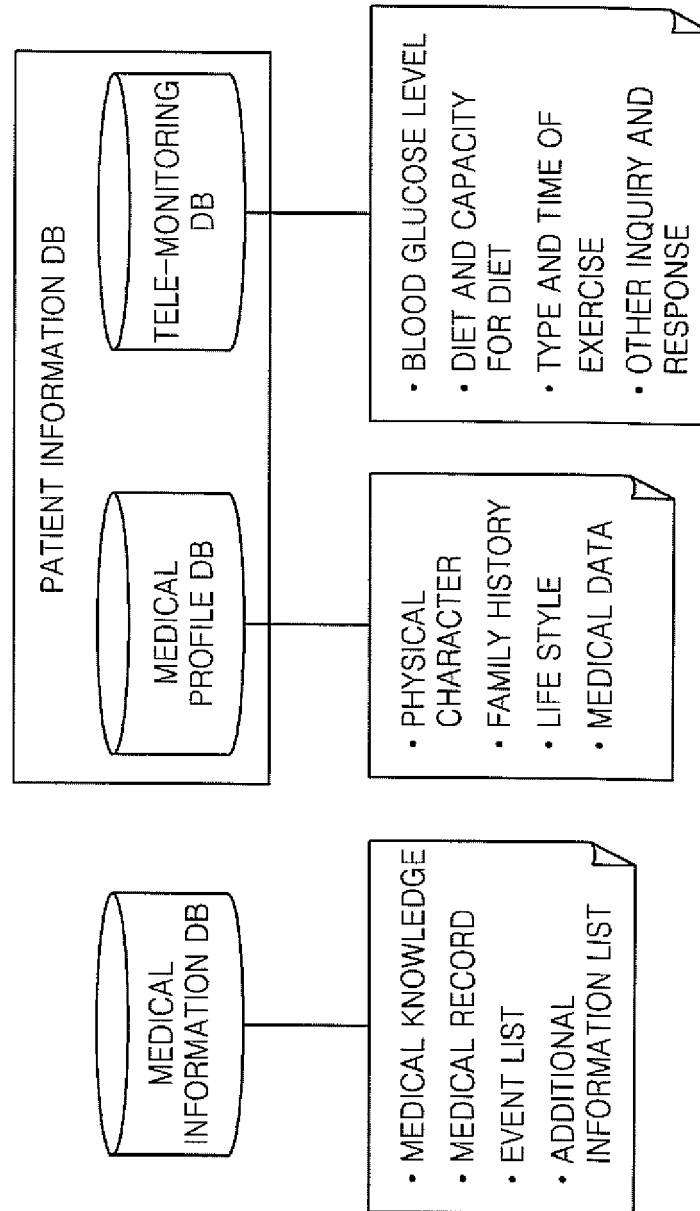 PATIENT INFORMATION DB
MEDICAL
INFORMATION DB
MEDICAL
PROFILE DB
TELE-MONITORING
DB
• MEDICAL KNOWLEDGE
• MEDICAL RECORD
• EVENT LIST
• ADDITIONAL
INFORMATION LIST
• PHYSICAL
CHARACTER
• FAMILY HISTORY
• LIFE STYLE
• MEDICAL DATA
• BLOOD GLUCOSE LEVEL
• DIET AND CAPACITY
FOR DIET
• TYPE AND TIME OF
EXERCISE
• OTHER INQUIRY AND
RESPONSE